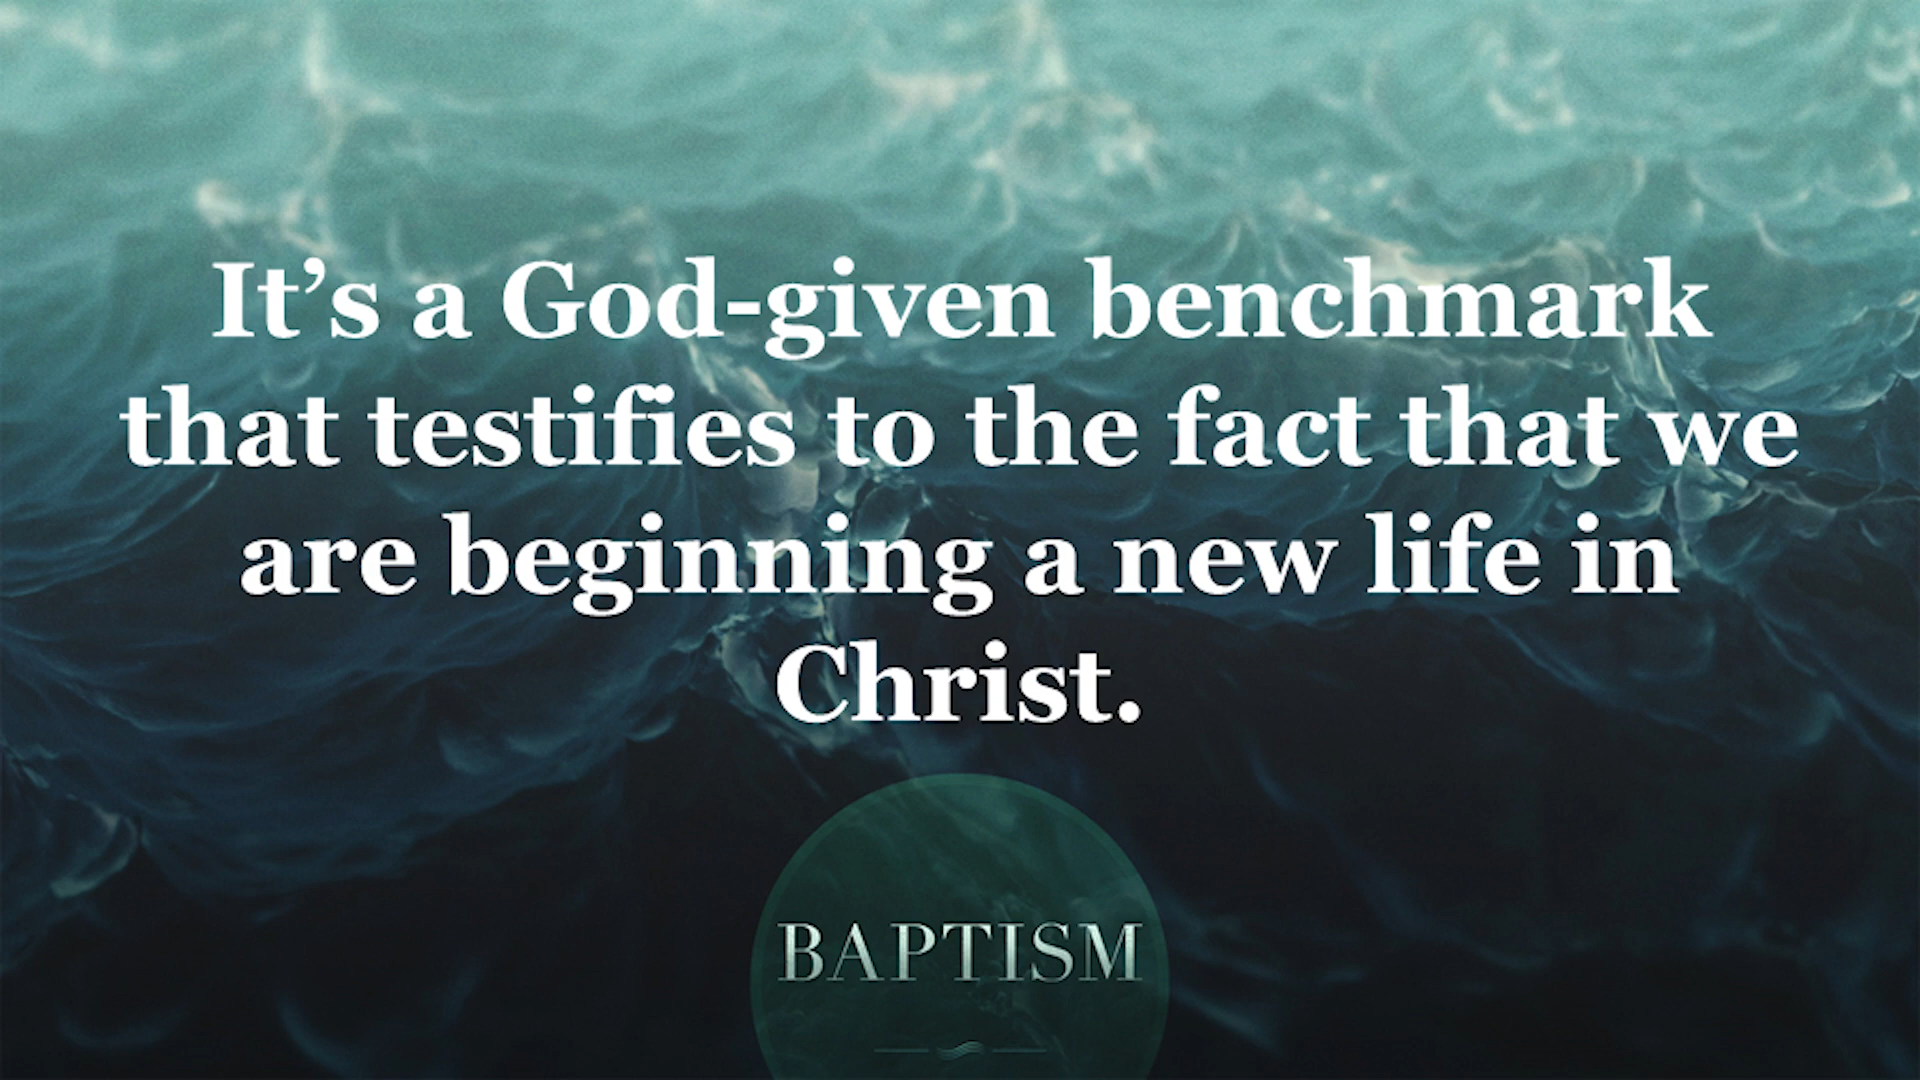 It’s a God-given benchmark
that testifies to the fact that we
are beginning a new life in
Christ.
BAPTISM